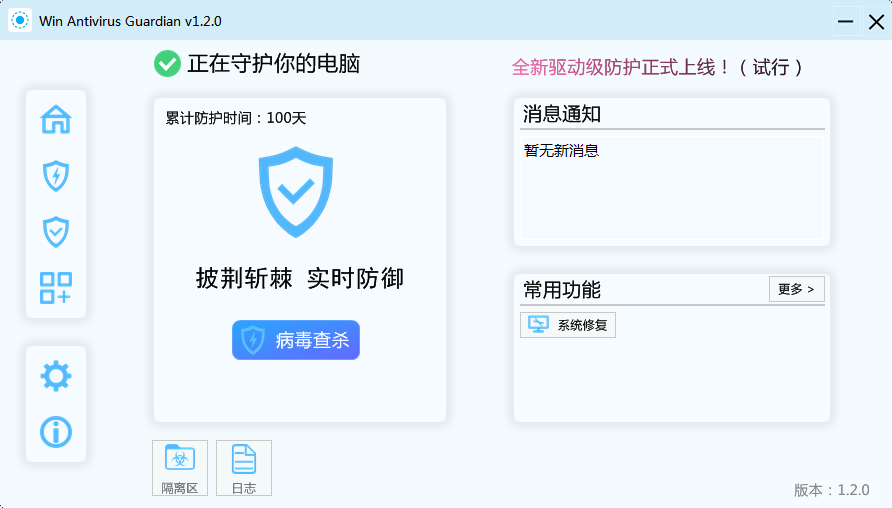 Win Antivirus Guardian v1.2.0
正在守护你的电脑
全新驱动级防护正式上线！（试行）
累计防护时间：100天
披荆斩棘 实时防御
病毒查杀
消息通知
暂无新消息
常用功能
更多 >
系统修复
隔离区
日志
版本：1.2.0